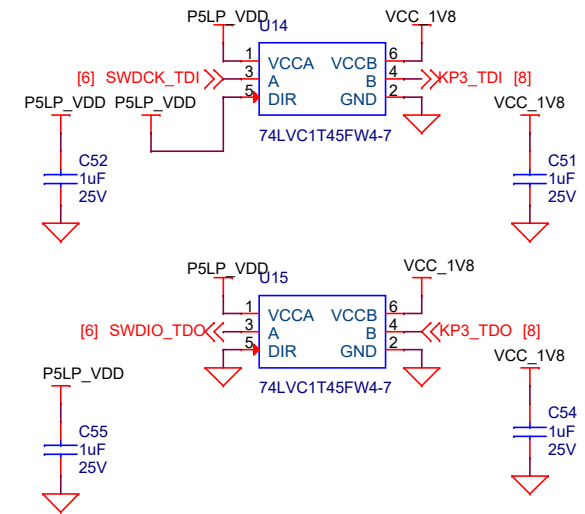 P5LP_VDD
VCC_1V8
U14
1 VCCA VCCB 6
[6] SWDCK_TDI 3 A B 4 KP3_TDI [8]
5 DIR GND 2
P5LP_VDD P5LP_VDD VCC_1V8
74LVC1T45FW4-7
C52
1uF
25V
C51
1uF
25V
P5LP_VDD
VCC_1V8
U15
1 VCCA VCCB 6
[6] SWDIO_TDO 3 A B 4 KP3_TDO [8]
5 DIR GND 2
VCC_1V8
P5LP_VDD
74LVC1T45FW4-7
C55
1uF
25V
C54
1uF
25V